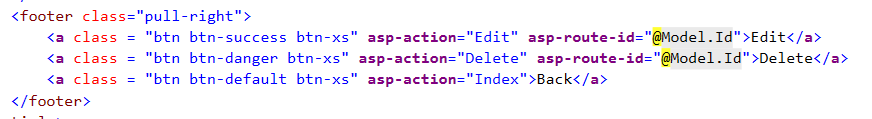 <footer class="pull-right">
<a class = "btn btn-success btn-xs" asp-action="Edit" asp-route-id="@Model.Id">Edit</a>
<a class = "btn btn-danger btn-xs" asp-action="Delete" asp-route-id="@Model.Id">Delete</a>
<a class = "btn btn-default btn-xs" asp-action="Index">Back</a>
</footer>